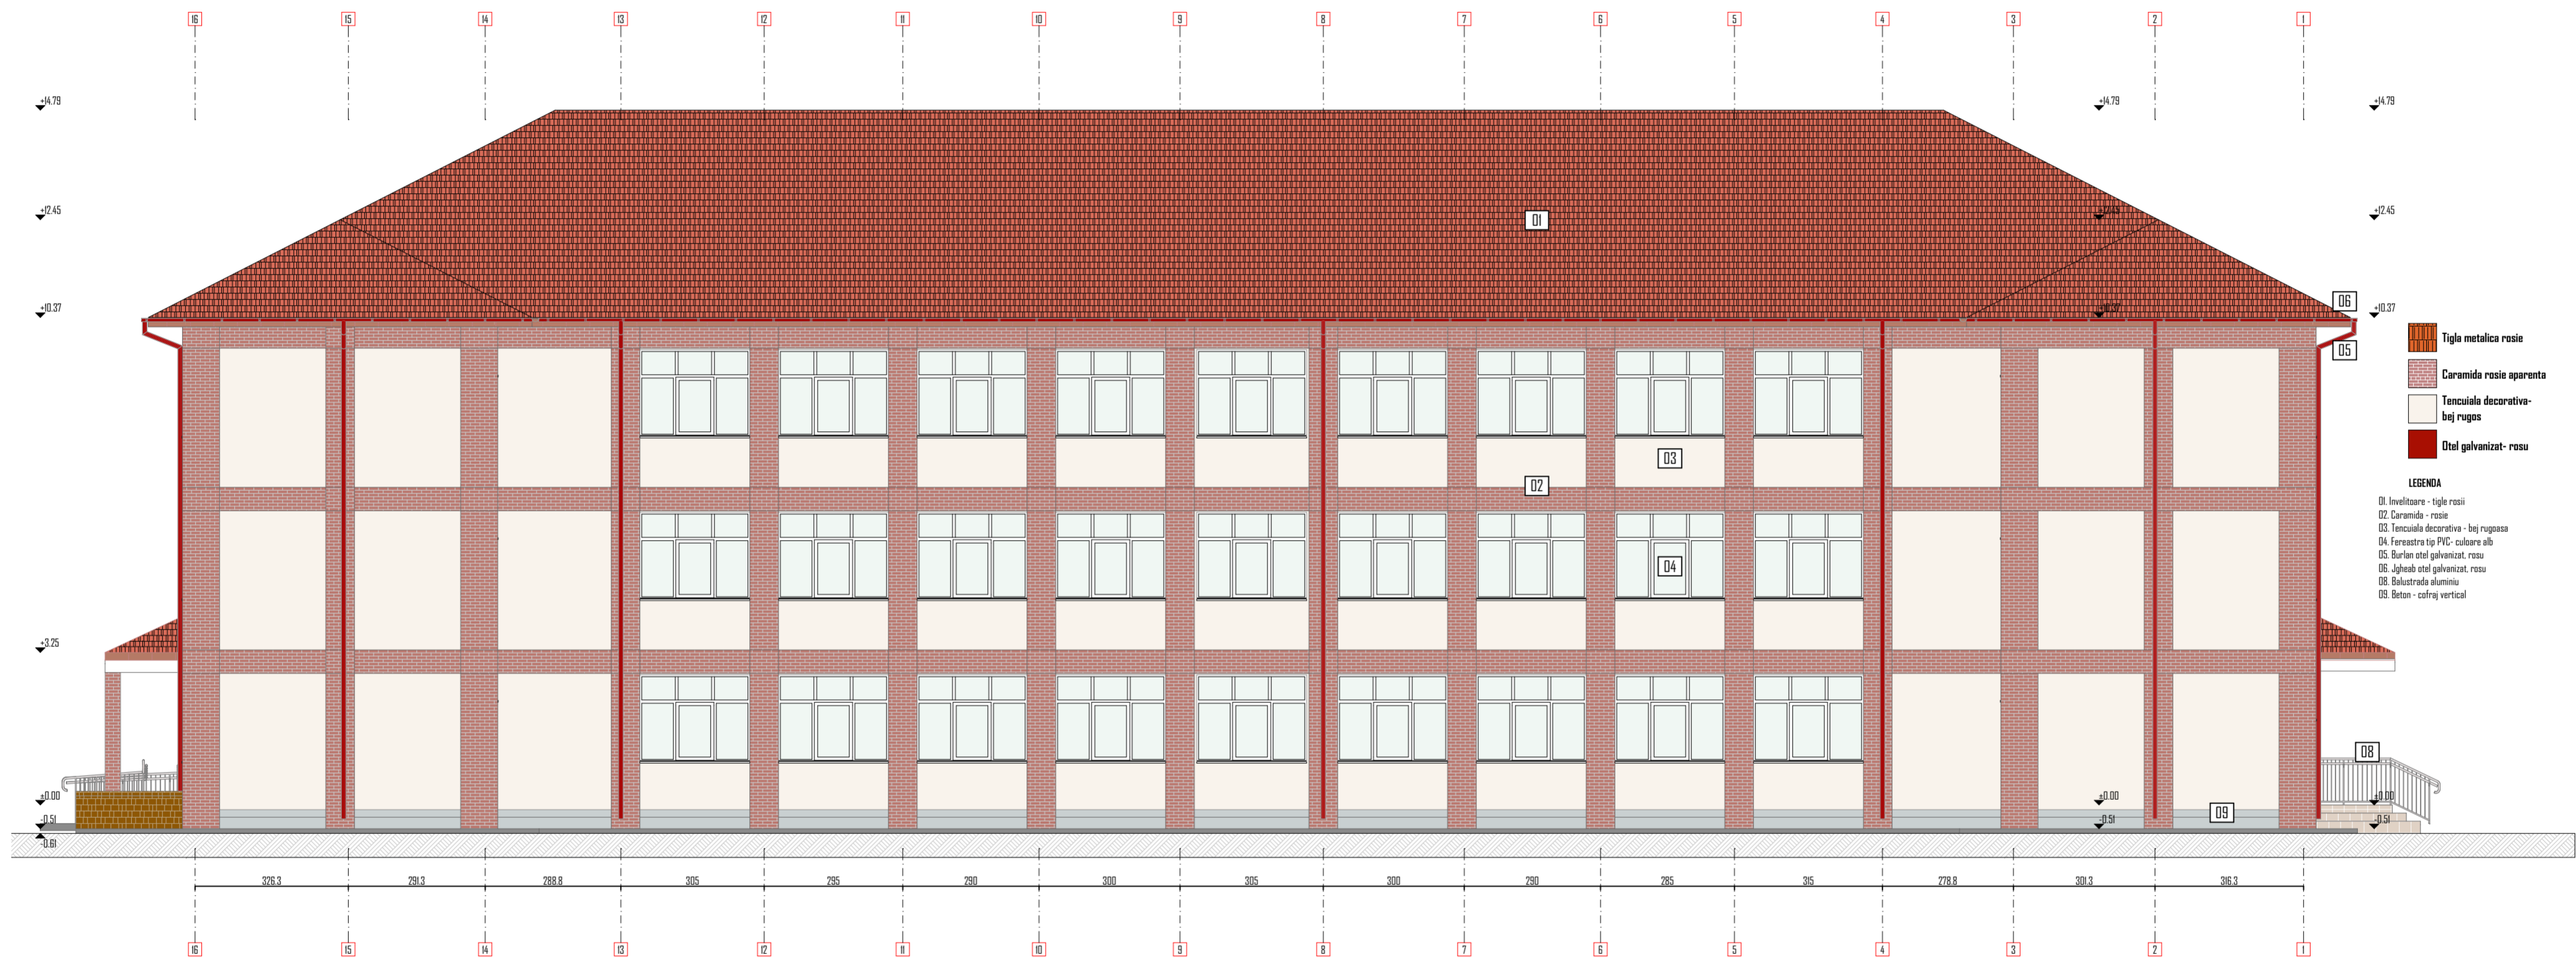 16 15 14 13 12 11 10 9 8 7 6 5 4 3 2 1
+14.79 +14.79 +14.79
+12.45 +12.45 +12.45
01
+10.37 +10.37 06 +10.37
Tigla metalica rosie
05
Caramida rosie aparenta
Tencuiala decorativa-
bej rugos
Otel galvanizat- rosu
03
02
LEGENDA
01. Invelitoare - tigle rosii
02. Caramida - rosie
03. Tencuiala decorativa - bej rugoasa
04. Fereastra tip PVC- culoare alb
05. Burlan otel galvanizat, rosu
06. Jgheab otel galvanizat, rosu
08. Balustrada aluminiu
09. Beton - cofraj vertical
04
+3.25
08
±0.00 ±0.00 ±0.00
09
-0.51 -0.51 -0.51
-0.61
326.3 291.3 288.8 305 295 290 300 305 300 290 285 315 278.8 301.3 316.3
16 15 14 13 12 11 10 9 8 7 6 5 4 3 2 1